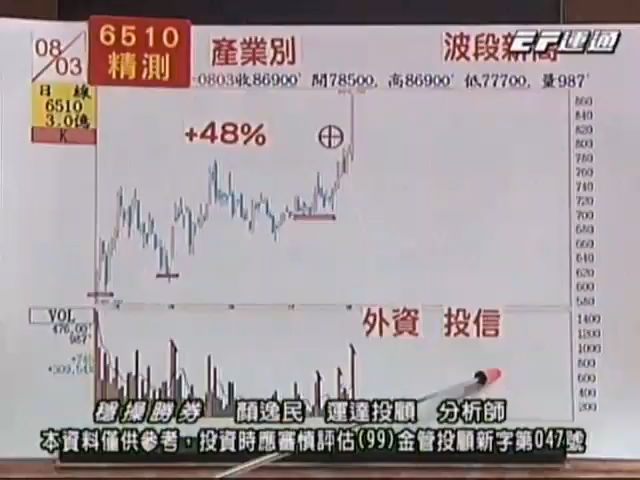 08/03
6510
精測
產業別
波段新高
EF 運通
0803收86900' 開78500, 高86900' 低77700, 量987'
日 線
6510
3.0億
K
+48%
860
840
820
800
780
760
740
720
700
680
660
640
620
600
580
VOL
476.00'
987'
外資 投信
1400
1200
1000
800
600
400
200
穩操勝券 顏逸民 運達投顧 分析師
本資料僅供參考,投資時應審慎評估(99)金管投顧新字第047號